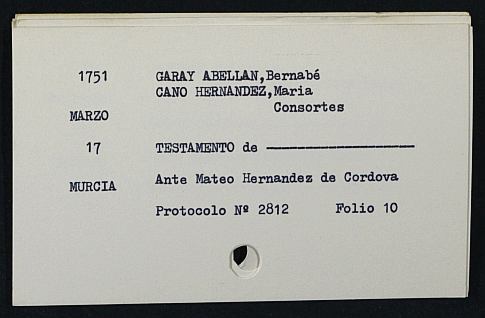 1751 GARAY ABELLAN,Bernabé
CANO HERNANDEZ,Maria
MARZO Consortes
17 TESTAMENTO de --------------------
MURCIA Ante Mateo Hernandez de Cordova
Protocolo Nº 2812 Folio 10